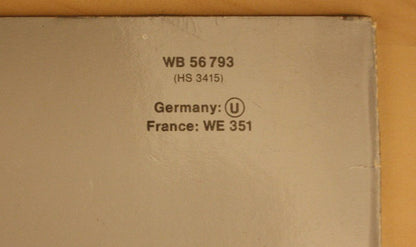 WB 56 793
(HS 3415)
Germany: Ⓤ
France: WE 351